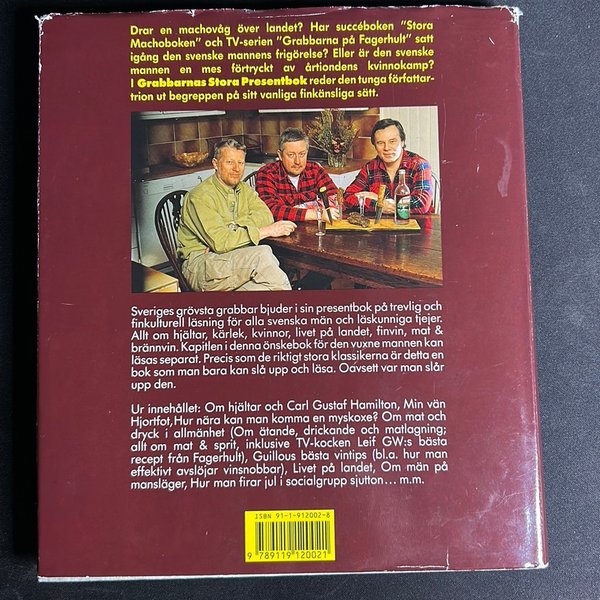 Drar en machovåg över landet? Har succéboken "Stora
Machoboken" och TV-serien "Grabbarna på Fagerhult" satt
igång den svenske mannens frigörelse? Eller är den svenske
mannen en mes förtryckt av årtiondens kvinnokamp?
I Grabbarnas Stora Presentbok reder den tunga författar-
trion ut begreppen på sitt vanliga finkänsliga sätt.
Sveriges grövsta grabbar bjuder i sin presentbok på trevlig och
finkulturell läsning för alla svenska män och läskunniga tjejer.
Allt om hjältar, kärlek, kvinnor, livet på landet, finvin, mat &
brännvin. Kapitlen i denna önskebok för den vuxne mannen kan
läsas separat. Precis som de riktigt stora klassikerna är detta en
bok som man bara kan slå upp och läsa. Oavsett var man slår
upp den.
Ur innehållet: Om hjältar och Carl Gustaf Hamilton, Min vän
Hjortfot, Hur nära kan man komma en myskoxe? Om mat och
dryck i allmänhet (Om ätande, drickande och matlagning;
allt om mat & sprit, inklusive TV-kocken Leif GW:s bästa
recept från Fagerhult), Guillous bästa vintips (bl.a. hur man
effektivt avslöjar vinsnobbar), Livet på landet, Om män på
mansläger, Hur man firar jul i socialgrupp sjutton... m.m.
ISBN 91-1-912002-8
9 789119 120021